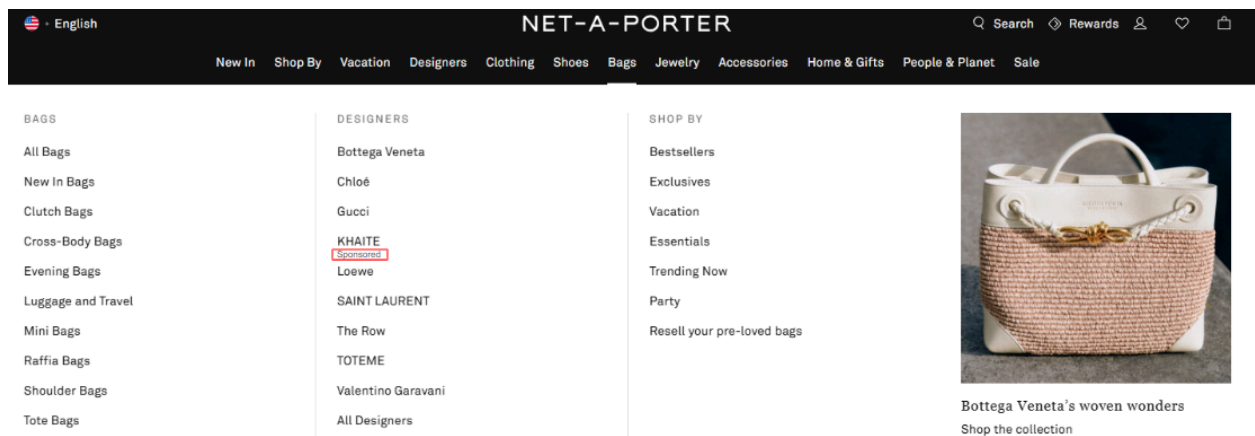 English
NET-A-PORTER
Search
Rewards
New In
Shop By
Vacation
Designers
Clothing
Shoes
Bags
Jewelry
Accessories
Home & Gifts
People & Planet
Sale
BAGS
All Bags
New In Bags
Clutch Bags
Cross-Body Bags
Evening Bags
Luggage and Travel
Mini Bags
Raffia Bags
Shoulder Bags
Tote Bags
DESIGNERS
Bottega Veneta
Chloé
Gucci
KHAITE
Sponsored
Loewe
SAINT LAURENT
The Row
TOTEME
Valentino Garavani
All Designers
SHOP BY
Bestsellers
Exclusives
Vacation
Essentials
Trending Now
Party
Resell your pre-loved bags
Bottega Veneta's woven wonders
Shop the collection